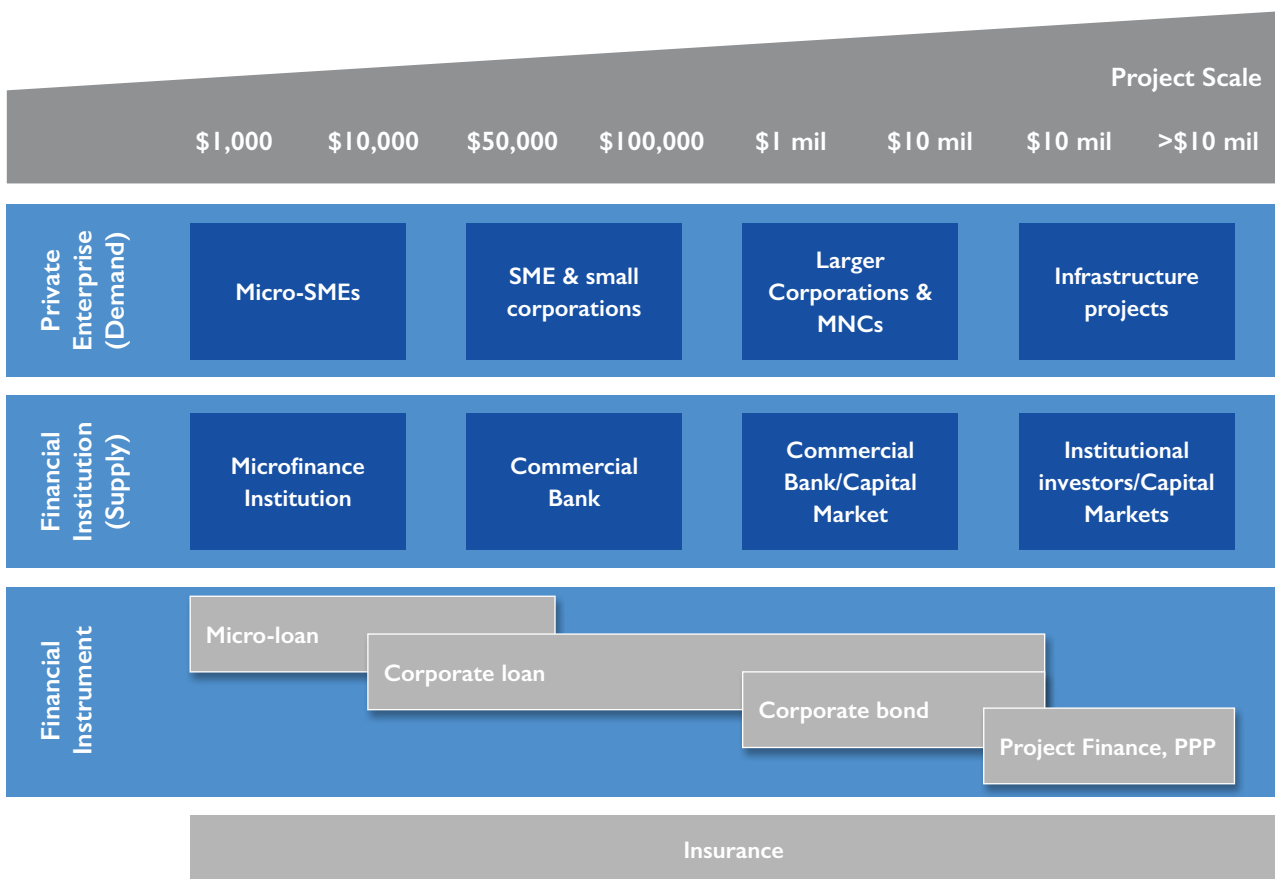 Project Scale
$1,000 $10,000 $50,000 $100,000 $1 mil $10 mil $10 mil >$10 mil
Private
Enterprise
(Demand)
Micro-SMEs
SME & small
corporations
Larger
Corporations &
MNCs
Infrastructure
projects
Financial
Institution
(Supply)
Microfinance
Institution
Commercial
Bank
Commercial
Bank/Capital
Market
Institutional
investors/Capital
Markets
Financial
Instrument
Micro-loan
Corporate loan
Corporate bond
Project Finance, PPP
Insurance